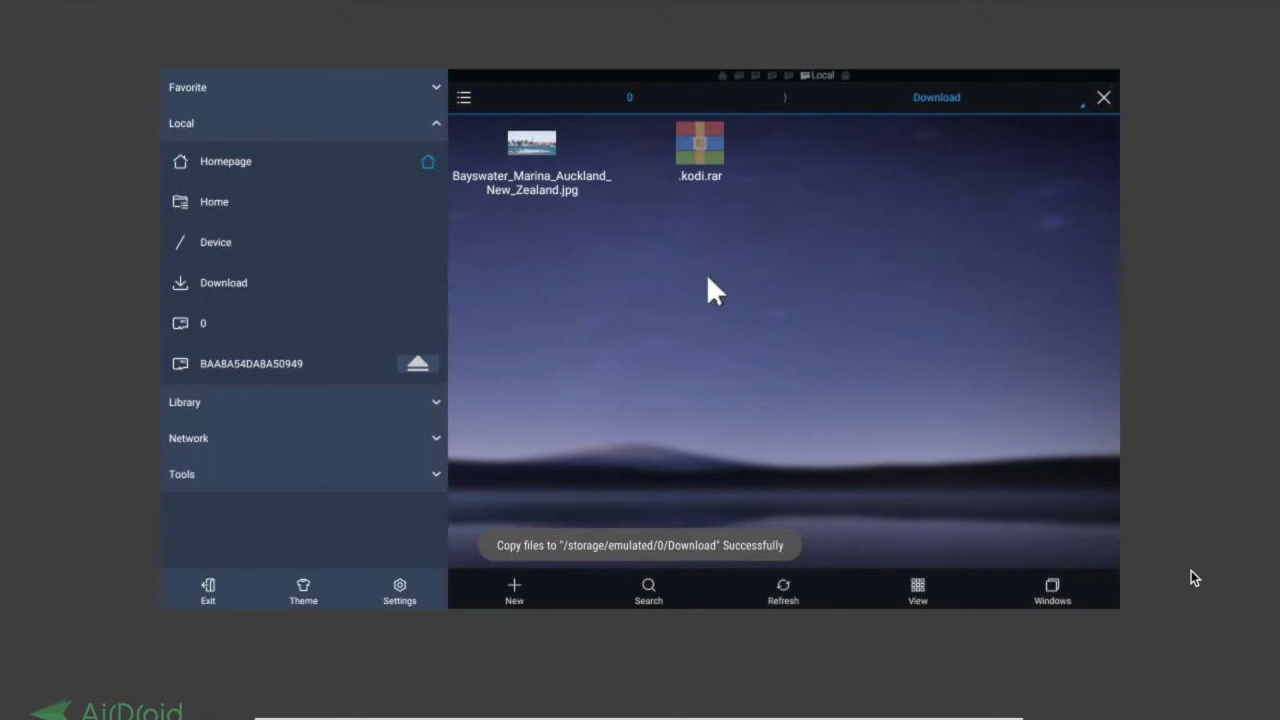 Favorite
Local
Homepage
Home
Device
Download
0
BAA8A54DA8A50949
Library
Network
Tools
Exit
Theme
Settings
Local
0
Download
Bayswater_Marina_Auckland_
New_Zealand.jpg
.kodi.rar
Copy files to "/storage/emulated/0/Download" Successfully
New
Search
Refresh
View
Windows
AirDroid